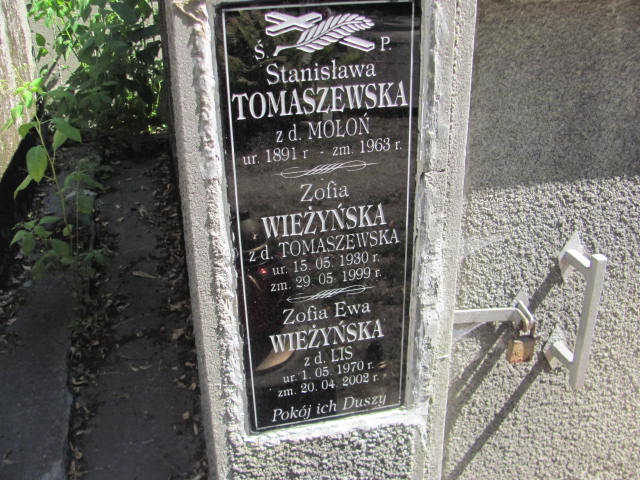 Ś. P.
Stanisława
TOMASZEWSKA
z d. MOŁOŃ
ur. 1891 r - zm. 1963 r.
Zofia
WIEŻYŃSKA
z d. TOMASZEWSKA
ur. 15. 05. 1930 r.
zm. 29. 05. 1999 r.
Zofia Ewa
WIEŻYŃSKA
z d. LIS
ur. 1. 05. 1970 r.
zm. 20. 04. 2002 r.
Pokój ich Duszy